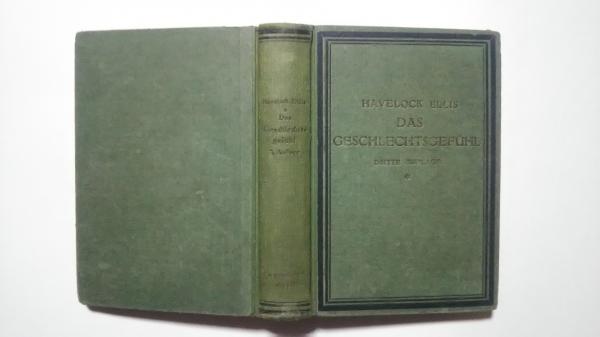 Havelock Ellis
Das
Geschlechts
gefühl
3. Auflage
HAVELOCK ELLIS
DAS
GESCHLECHTSGEFÜHL
DRITTE AUFLAGE